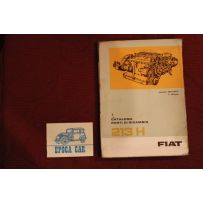 CATALOGO
PARTI DI RICAMBIO
213 H
FIAT
EPOCA CAR